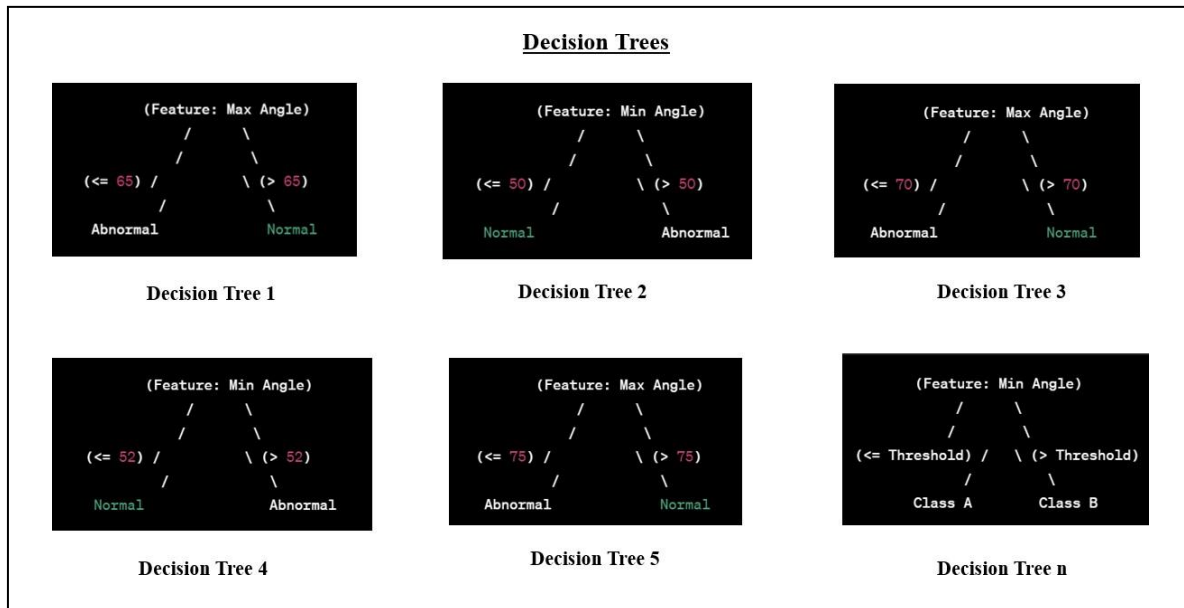 Decision Trees
(Feature: Max Angle)
/ \
/ \
(<= 65) / \ (> 65)
/ \
Abnormal Normal
Decision Tree 1
(Feature: Min Angle)
/ \
/ \
(<= 50) / \ (> 50)
/ \
Normal Abnormal
Decision Tree 2
(Feature: Max Angle)
/ \
/ \
(<= 70) / \ (> 70)
/ \
Abnormal Normal
Decision Tree 3
(Feature: Min Angle)
/ \
/ \
(<= 52) / \ (> 52)
/ \
Normal Abnormal
Decision Tree 4
(Feature: Max Angle)
/ \
/ \
(<= 75) / \ (> 75)
/ \
Abnormal Normal
Decision Tree 5
(Feature: Min Angle)
/ \
/ \
(<= Threshold) / \ (> Threshold)
/ \
Class A Class B
Decision Tree n